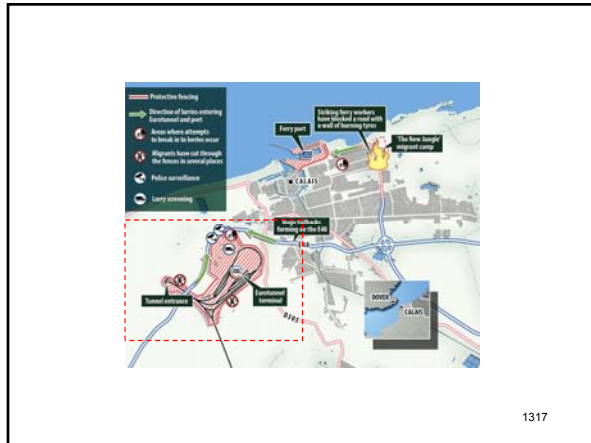 Protective fencing
Direction of lorries entering
Eurotunnel and port
Areas where attempts
to break in to lorries occur
Migrants have cut through
the fences in several places
Police surveillance
Lorry screening
Striking ferry workers
have blocked a road with
a wall of burning tyres
Ferry port
'The New Jungle'
migrant camp
CALAIS
Huge tailbacks
forming on the E40
E40
Tunnel entrance
Eurotunnel
terminal
D305
DOVER
CALAIS
1317